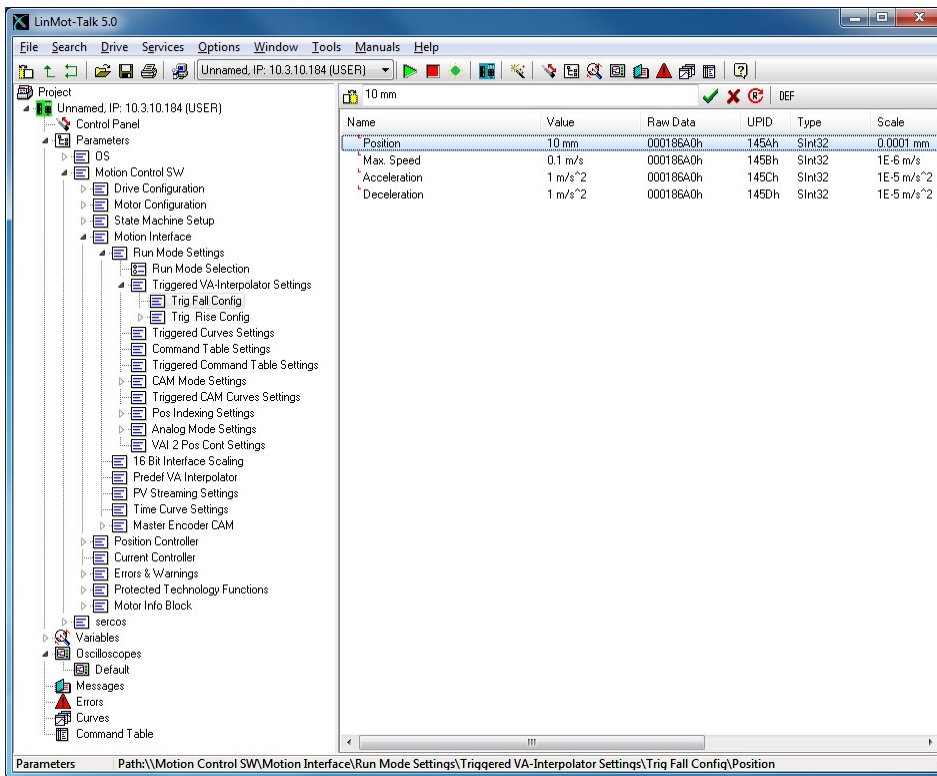 LinMot-Talk 5.0
File Search Drive Services Options Window Tools Manuals Help
Unnamed, IP: 10.3.10.184 (USER)
Project
Unnamed, IP: 10.3.10.184 (USER)
Control Panel
Parameters
OS
Motion Control SW
Drive Configuration
Motor Configuration
State Machine Setup
Motion Interface
Run Mode Settings
Run Mode Selection
Triggered VA-Interpolator Settings
Trig Fall Config
Trig Rise Config
Triggered Curves Settings
Command Table Settings
Triggered Command Table Settings
CAM Mode Settings
Triggered CAM Curves Settings
Pos Indexing Settings
Analog Mode Settings
VAI 2 Pos Cont Settings
16 Bit Interface Scaling
Predef VA Interpolator
PV Streaming Settings
Time Curve Settings
Master Encoder CAM
Position Controller
Current Controller
Errors & Warnings
Protected Technology Functions
Motor Info Block
sercos
Variables
Oscilloscopes
Default
Messages
Errors
Curves
Command Table
10 mm DEF
Name Value Raw Data UPID Type Scale
Position 10 mm 000186A0h 145Ah SInt32 0.0001 mm
Max. Speed 0.1 m/s 000186A0h 145Bh SInt32 1E-6 m/s
Acceleration 1 m/s^2 000186A0h 145Ch SInt32 1E-5 m/s^2
Deceleration 1 m/s^2 000186A0h 145Dh SInt32 1E-5 m/s^2
Parameters Path:\\Motion Control SW\Motion Interface\Run Mode Settings\Triggered VA-Interpolator Settings\Trig Fall Config\Position